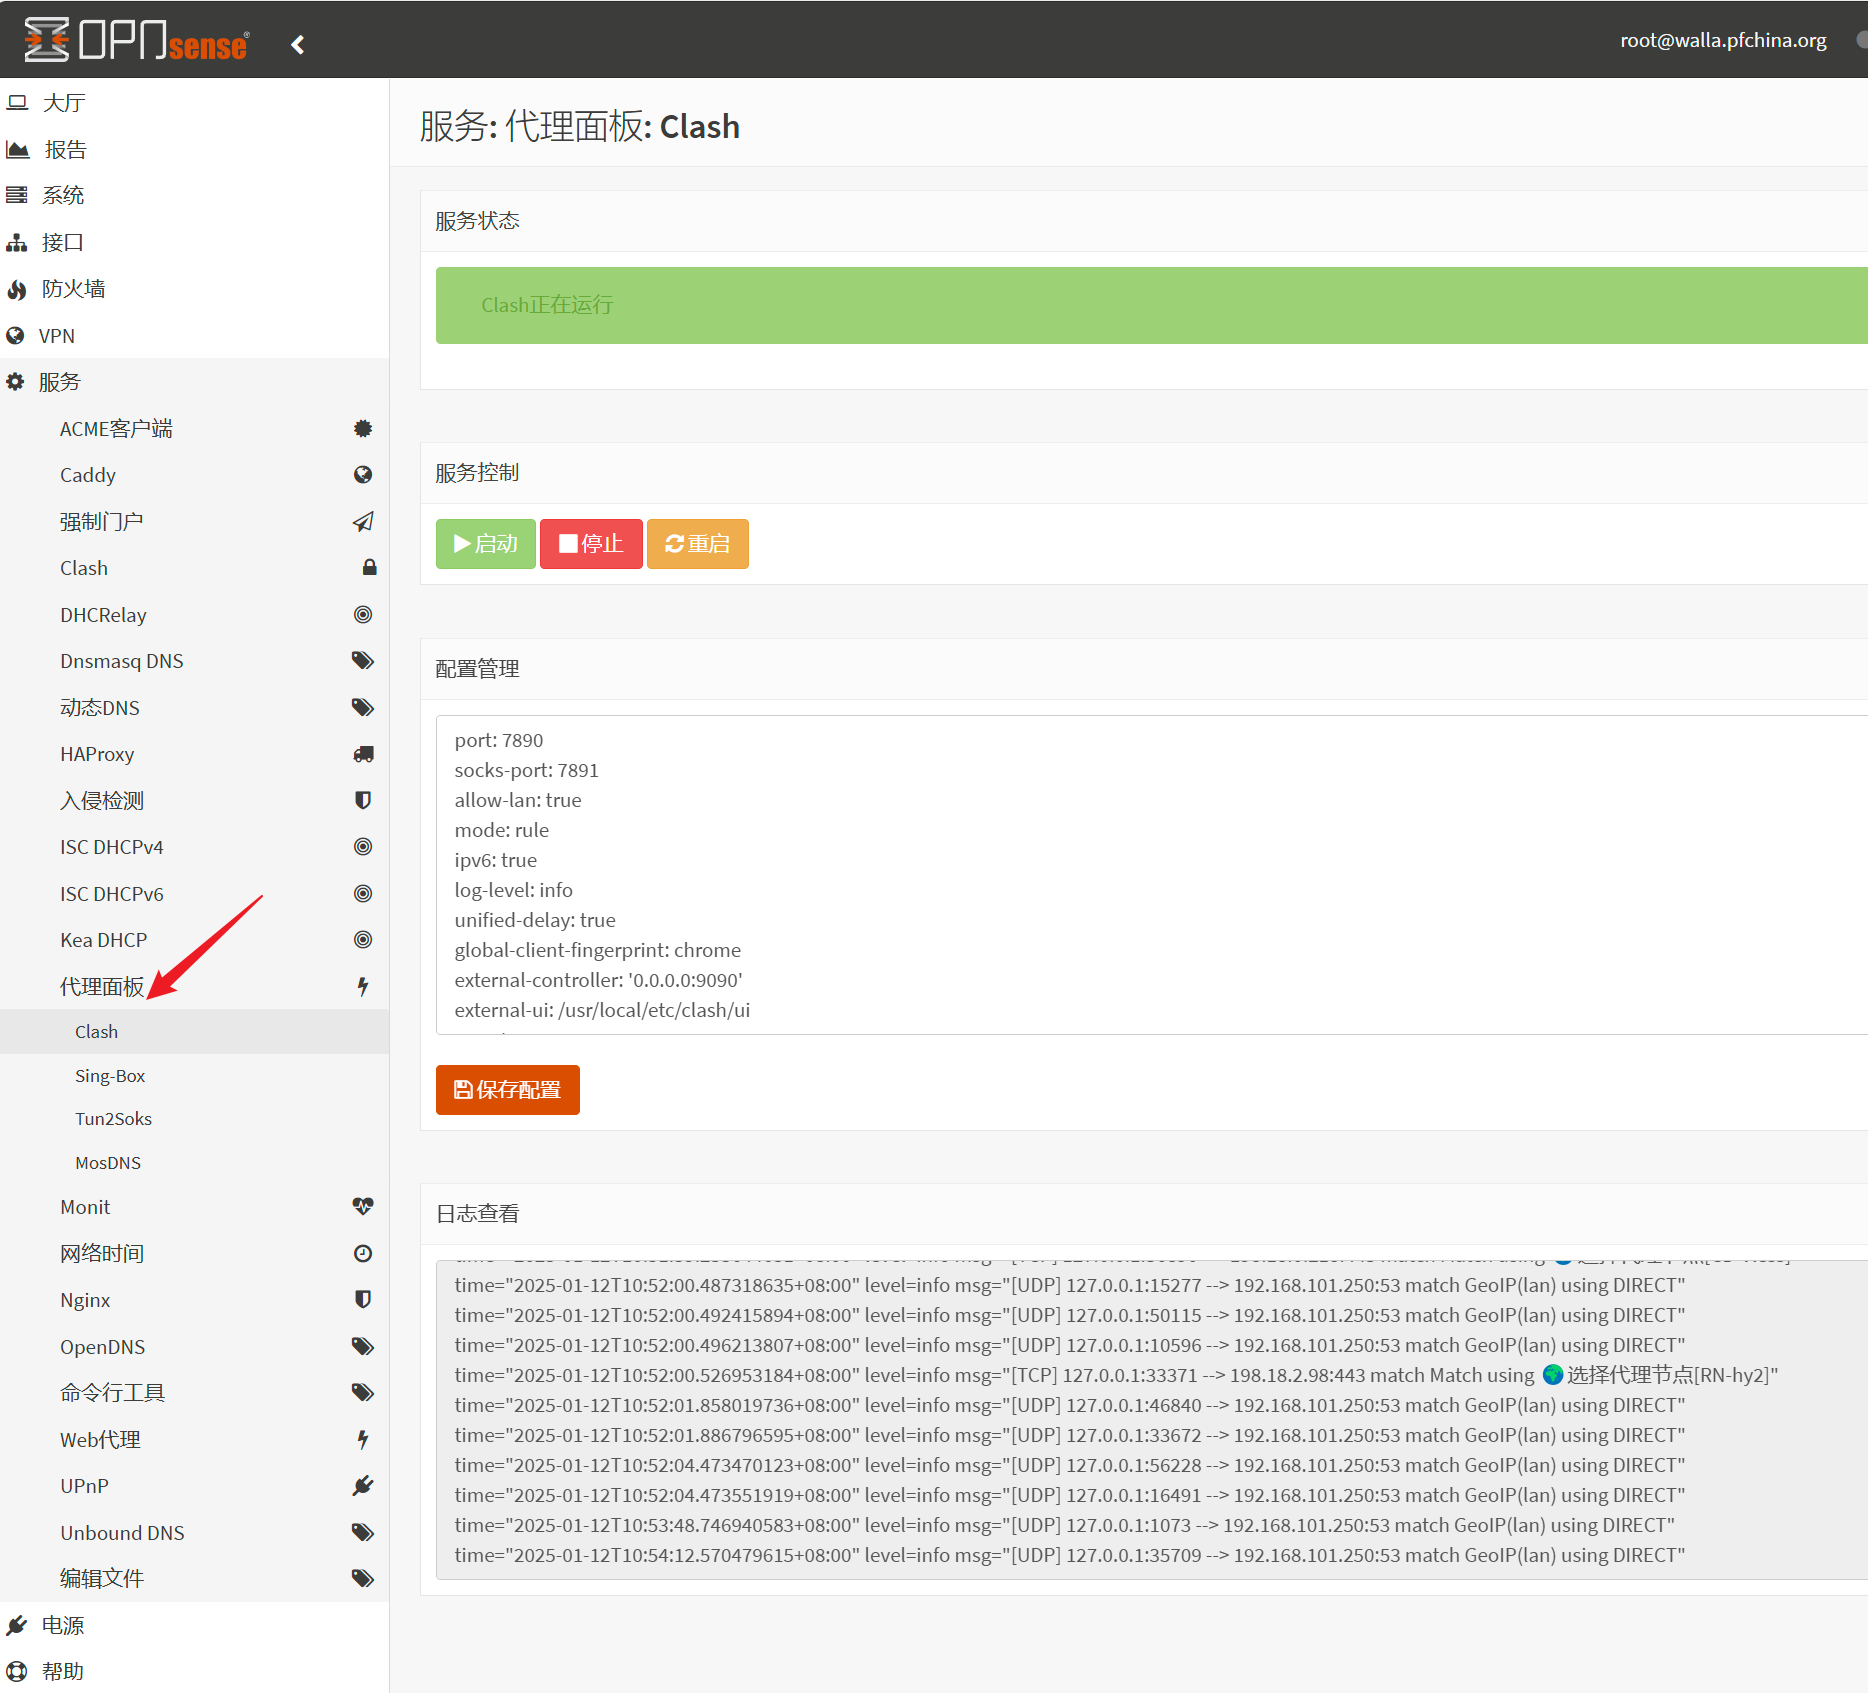 OPNsense®
root@walla.pfchina.org
大厅
报告
系统
接口
防火墙
VPN
服务
ACME客户端
Caddy
强制门户
Clash
DHCRelay
Dnsmasq DNS
动态DNS
HAProxy
入侵检测
ISC DHCPv4
ISC DHCPv6
Kea DHCP
代理面板
Clash
Sing-Box
Tun2Soks
MosDNS
Monit
网络时间
Nginx
OpenDNS
命令行工具
Web代理
UPnP
Unbound DNS
编辑文件
电源
帮助
服务: 代理面板: Clash
服务状态
Clash正在运行
服务控制
启动 停止 重启
配置管理
port: 7890
socks-port: 7891
allow-lan: true
mode: rule
ipv6: true
log-level: info
unified-delay: true
global-client-fingerprint: chrome
external-controller: '0.0.0.0:9090'
external-ui: /usr/local/etc/clash/ui
保存配置
日志查看
time="2025-01-12T10:52:00.487318635+08:00" level=info msg="[UDP] 127.0.0.1:15277 --> 192.168.101.250:53 match GeoIP(lan) using DIRECT"
time="2025-01-12T10:52:00.492415894+08:00" level=info msg="[UDP] 127.0.0.1:50115 --> 192.168.101.250:53 match GeoIP(lan) using DIRECT"
time="2025-01-12T10:52:00.496213807+08:00" level=info msg="[UDP] 127.0.0.1:10596 --> 192.168.101.250:53 match GeoIP(lan) using DIRECT"
time="2025-01-12T10:52:00.526953184+08:00" level=info msg="[TCP] 127.0.0.1:33371 --> 198.18.2.98:443 match Match using 🌍 选择代理节点[RN-hy2]"
time="2025-01-12T10:52:01.858019736+08:00" level=info msg="[UDP] 127.0.0.1:46840 --> 192.168.101.250:53 match GeoIP(lan) using DIRECT"
time="2025-01-12T10:52:01.886796595+08:00" level=info msg="[UDP] 127.0.0.1:33672 --> 192.168.101.250:53 match GeoIP(lan) using DIRECT"
time="2025-01-12T10:52:04.473470123+08:00" level=info msg="[UDP] 127.0.0.1:56228 --> 192.168.101.250:53 match GeoIP(lan) using DIRECT"
time="2025-01-12T10:52:04.473551919+08:00" level=info msg="[UDP] 127.0.0.1:16491 --> 192.168.101.250:53 match GeoIP(lan) using DIRECT"
time="2025-01-12T10:53:48.746940583+08:00" level=info msg="[UDP] 127.0.0.1:1073 --> 192.168.101.250:53 match GeoIP(lan) using DIRECT"
time="2025-01-12T10:54:12.570479615+08:00" level=info msg="[UDP] 127.0.0.1:35709 --> 192.168.101.250:53 match GeoIP(lan) using DIRECT"